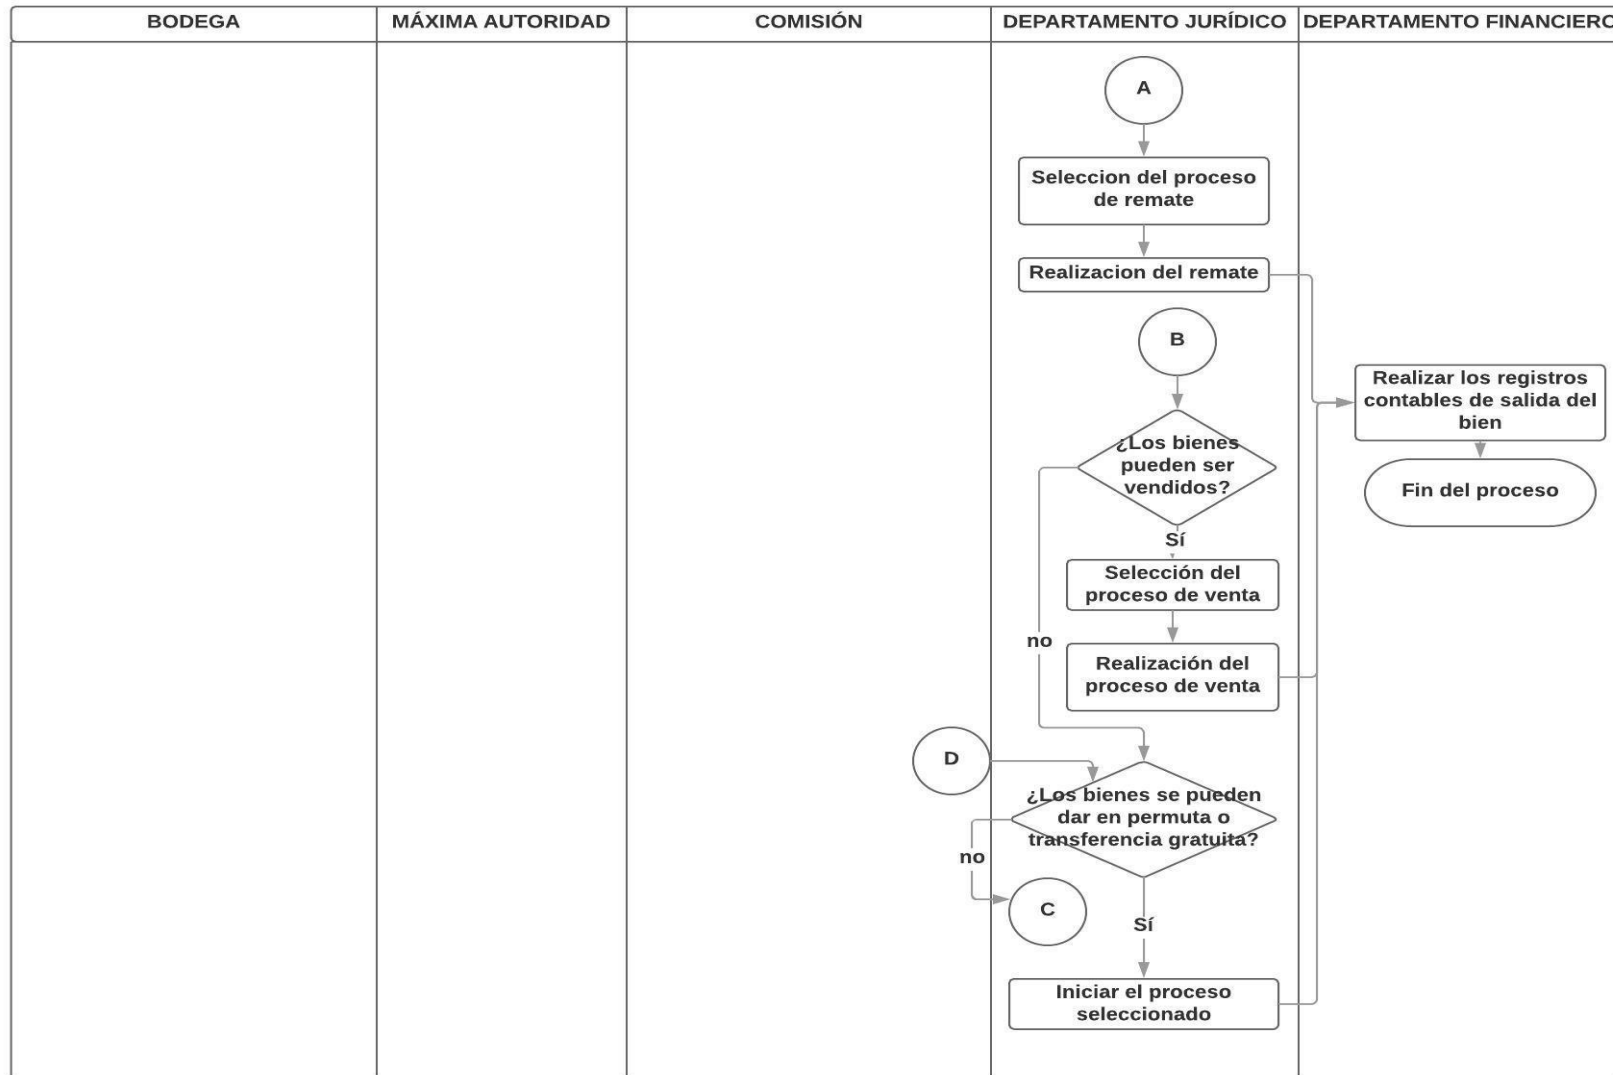 BODEGA
MÁXIMA AUTORIDAD
COMISIÓN
DEPARTAMENTO JURÍDICO
DEPARTAMENTO FINANCIERO
A
Seleccion del proceso
de remate
Realizacion del remate
B
¿Los bienes
pueden ser
vendidos?
Sí
Selección del
proceso de venta
no
Realización del
proceso de venta
D
¿Los bienes se pueden
dar en permuta o
transferencia gratuita?
no
C
Sí
Iniciar el proceso
seleccionado
Realizar los registros
contables de salida del
bien
Fin del proceso